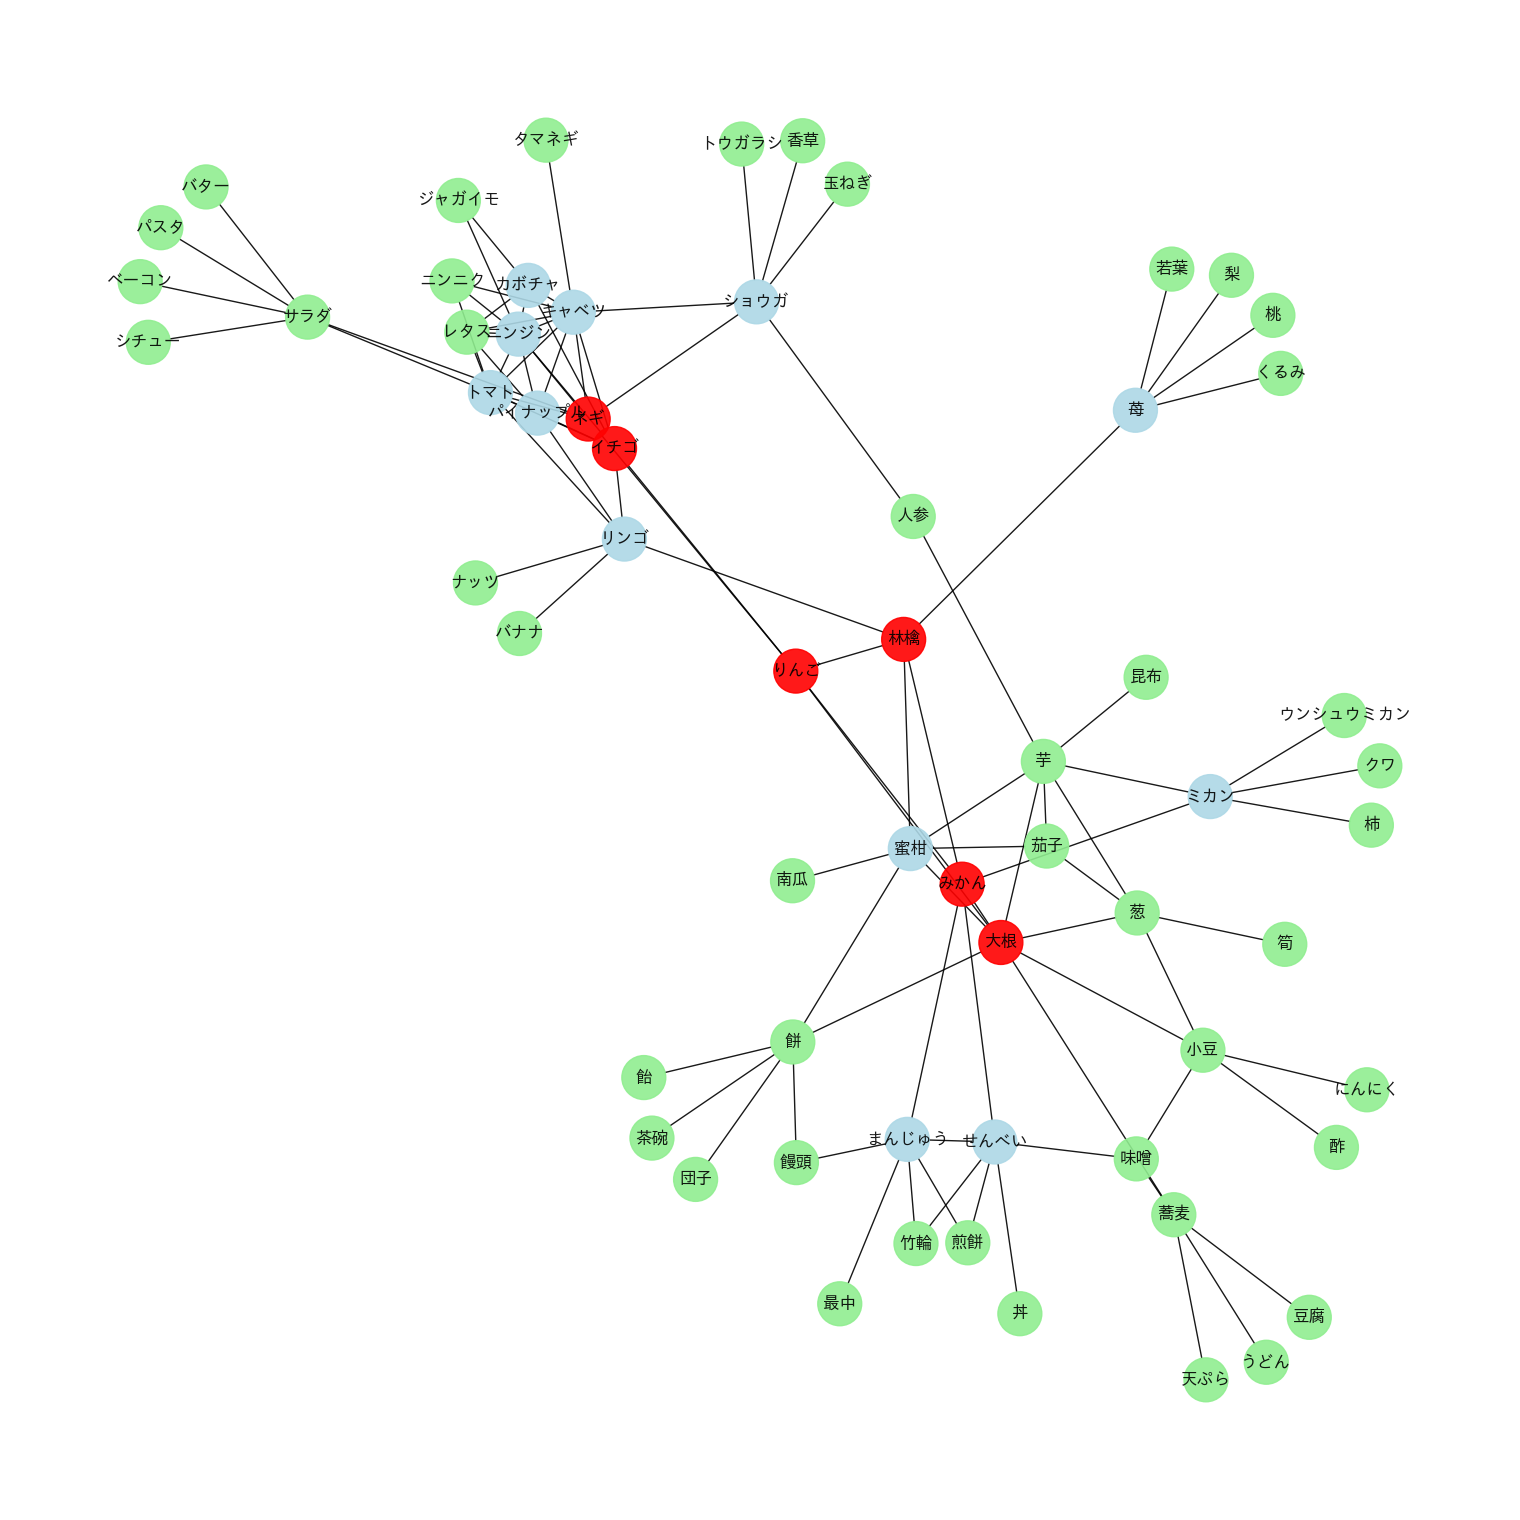 タマネギ
トウガラシ
香草
玉ねぎ
バター
ジャガイモ
パスタ
ベーコン
ニンニク
カボチャ
若葉
梨
ショウガ
キャベツ
桃
サラダ
レタス
ニンジン
シチュー
くるみ
トマト
パイナップル
ネギ
苺
イチゴ
人参
リンゴ
ナッツ
バナナ
林檎
りんご
昆布
ウンシュウミカン
芋
クワ
ミカン
柿
蜜柑
茄子
南瓜
みかん
葱
大根
筍
餅
小豆
飴
にんにく
茶碗
まんじゅう
せんべい
酢
饅頭
味噌
団子
蕎麦
竹輪
煎餅
最中
丼
豆腐
うどん
天ぷら